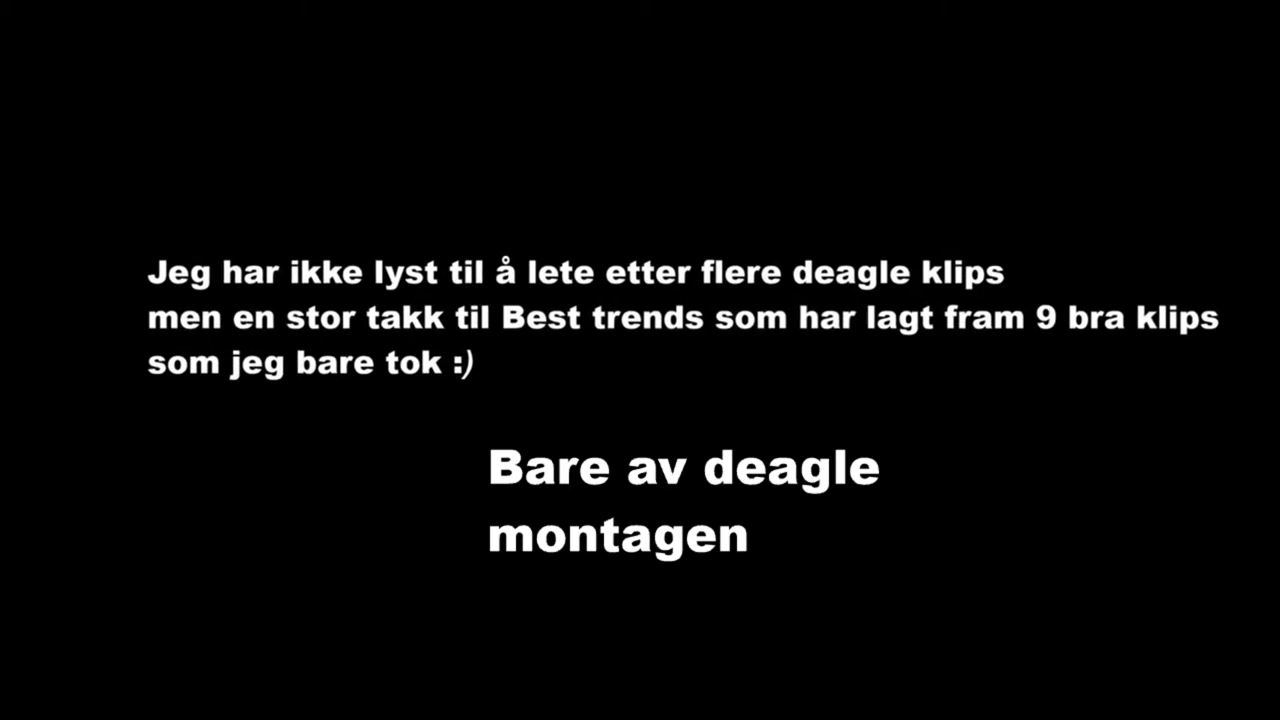 Jeg har ikke lyst til å lete etter flere deagle klips
men en stor takk til Best trends som har lagt fram 9 bra klips
som jeg bare tok :)
Bare av deagle
montagen